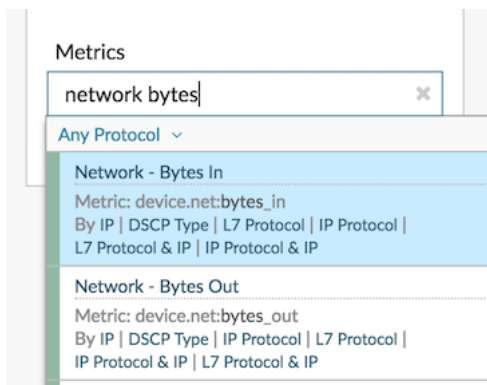 Metrics
network bytes
Any Protocol
Network - Bytes In
Metric: device.net:bytes_in
By IP | DSCP Type | L7 Protocol | IP Protocol |
L7 Protocol & IP | IP Protocol & IP
Network - Bytes Out
Metric: device.net:bytes_out
By IP | DSCP Type | IP Protocol | L7 Protocol |
IP Protocol & IP | L7 Protocol & IP